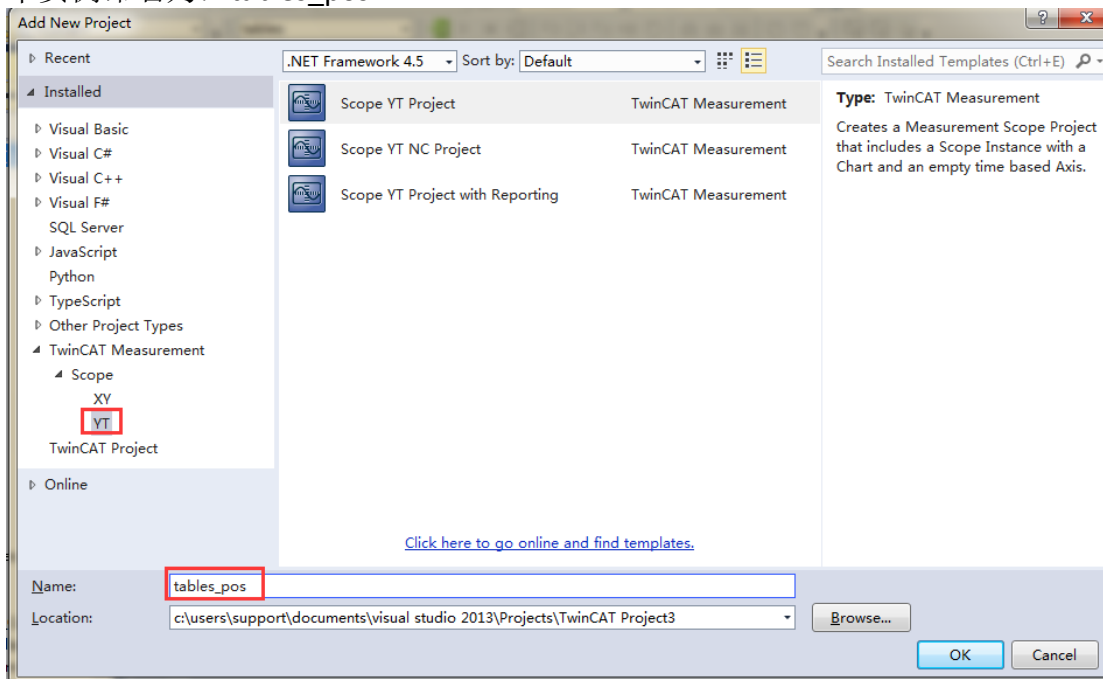 tables_pos
Add New Project
Recent
.NET Framework 4.5 Sort by: Default
Search Installed Templates (Ctrl+E)
Installed
Visual Basic
Visual C#
Visual C++
Visual F#
SQL Server
JavaScript
Python
TypeScript
Other Project Types
TwinCAT Measurement
Scope
XY
YT
TwinCAT Project
Online
Scope YT Project TwinCAT Measurement
Scope YT NC Project TwinCAT Measurement
Scope YT Project with Reporting TwinCAT Measurement
Type: TwinCAT Measurement
Creates a Measurement Scope Project
that includes a Scope Instance with a
Chart and an empty time based Axis.
Click here to go online and find templates.
Name: tables_pos
Location: c:\users\support\documents\visual studio 2013\Projects\TwinCAT Project3 Browse...
OK Cancel